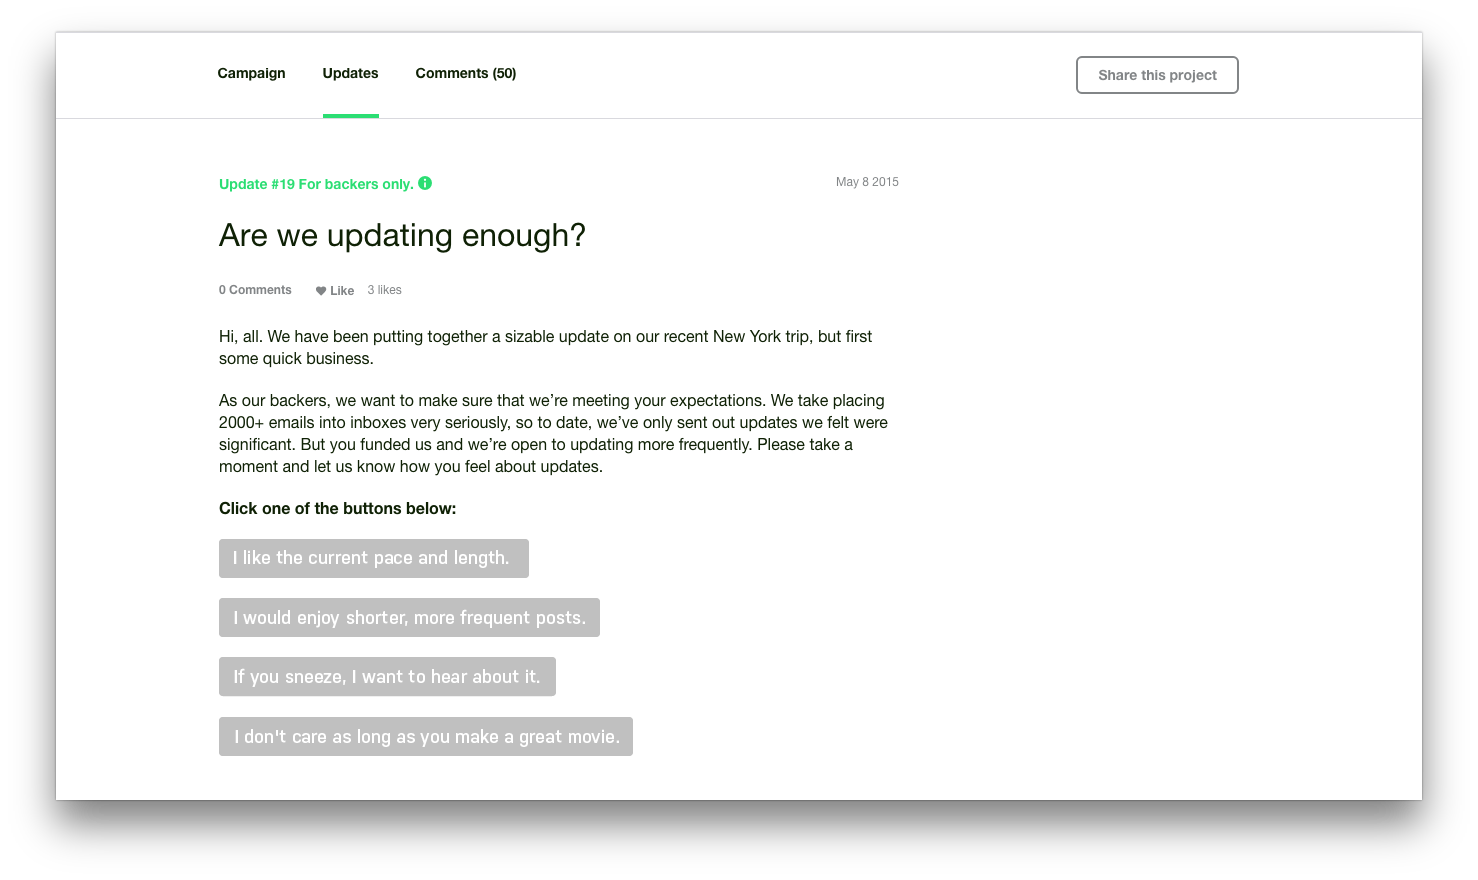 Campaign
Updates
Comments (50)
Share this project
Update #19 For backers only.
May 8 2015
Are we updating enough?
0 Comments
Like
3 likes
Hi, all. We have been putting together a sizable update on our recent New York trip, but first
some quick business.
As our backers, we want to make sure that we’re meeting your expectations. We take placing
2000+ emails into inboxes very seriously, so to date, we’ve only sent out updates we felt were
significant. But you funded us and we’re open to updating more frequently. Please take a
moment and let us know how you feel about updates.
Click one of the buttons below:
I like the current pace and length.
I would enjoy shorter, more frequent posts.
If you sneeze, I want to hear about it.
I don't care as long as you make a great movie.